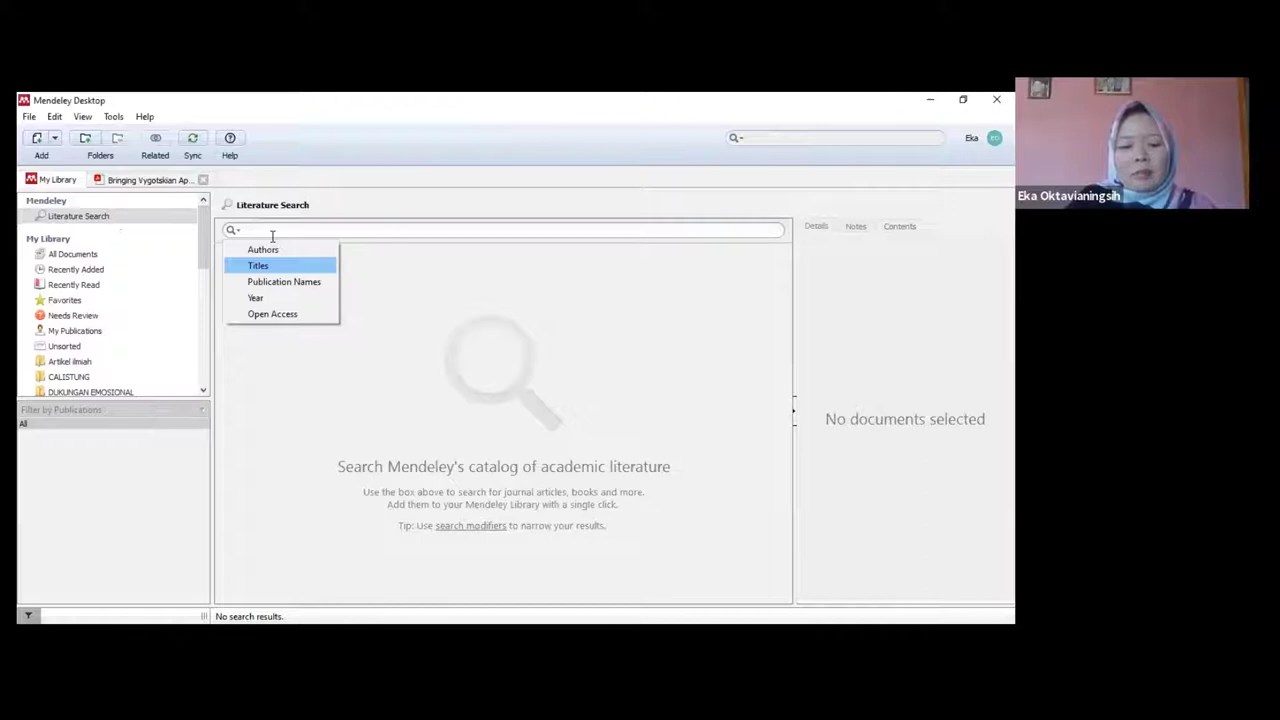 Mendeley Desktop
File Edit View Tools Help
Add Folders Related Sync Help
Eka
My Library
Bringing Vygotskian Ap...
Mendeley
Literature Search
My Library
All Documents
Recently Added
Recently Read
Favorites
Needs Review
My Publications
Unsorted
Artikel ilmiah
CALISTUNG
DUKUNGAN EMOSIONAL
Filter by Publications
All
Literature Search
Authors
Titles
Publication Names
Year
Open Access
Search Mendeley's catalog of academic literature
Use the box above to search for journal articles, books and more.
Add them to your Mendeley Library with a single click.
Tip: Use search modifiers to narrow your results.
No search results.
Details Notes Contents
No documents selected
Eka Oktavianingsih